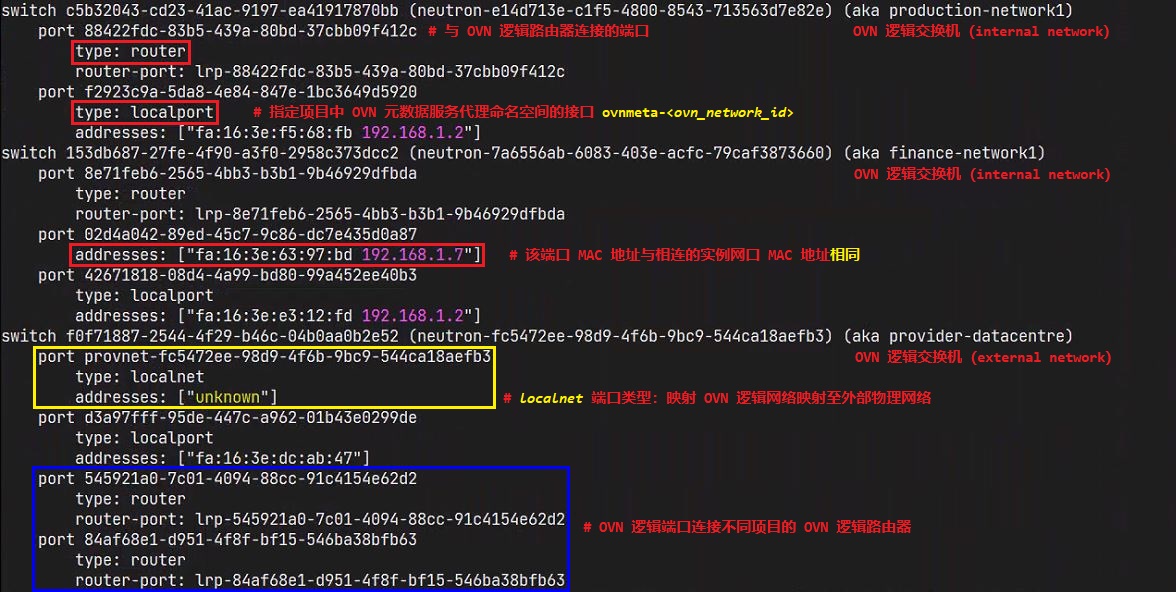 switch c5b32043-cd23-41ac-9197-ea41917870bb (neutron-e14d713e-c1f5-4800-8543-713563d7e82e) (aka production-network1)
port 88422fdc-83b5-439a-80bd-37cbb09f412c # 与 OVN 逻辑路由器连接的端口 OVN 逻辑交换机 (internal network)
type: router
router-port: lrp-88422fdc-83b5-439a-80bd-37cbb09f412c
port f2923c9a-5da8-4e84-847e-1bc3649d5920
type: localport # 指定项目中 OVN 元数据服务代理命名空间的接口 ovnmeta-<ovn_network_id>
addresses: ["fa:16:3e:f5:68:fb 192.168.1.2"]
switch 153db687-27fe-4f90-a3f0-2958c373dcc2 (neutron-7a6556ab-6083-403e-acfc-79caf3873660) (aka finance-network1)
port 8e71feb6-2565-4bb3-b3b1-9b46929dfbda OVN 逻辑交换机 (internal network)
type: router
router-port: lrp-8e71feb6-2565-4bb3-b3b1-9b46929dfbda
port 02d4a042-89ed-45c7-9c86-dc7e435d0a87
addresses: ["fa:16:3e:63:97:bd 192.168.1.7"] # 该端口 MAC 地址与相连的实例网口 MAC 地址相同
port 42671818-08d4-4a99-bd80-99a452ee40b3
type: localport
addresses: ["fa:16:3e:e3:12:fd 192.168.1.2"]
switch f0f71887-2544-4f29-b46c-04b0aa0b2e52 (neutron-fc5472ee-98d9-4f6b-9bc9-544ca18aefb3) (aka provider-datacentre)
port provnet-fc5472ee-98d9-4f6b-9bc9-544ca18aefb3 OVN 逻辑交换机 (external network)
type: localnet
addresses: ["unknown"] # localnet 端口类型：映射 OVN 逻辑网络映射至外部物理网络
port d3a97fff-95de-447c-a962-01b43e0299de
type: localport
addresses: ["fa:16:3e:dc:ab:47"]
port 545921a0-7c01-4094-88cc-91c4154e62d2
type: router
router-port: lrp-545921a0-7c01-4094-88cc-91c4154e62d2 # OVN 逻辑端口连接不同项目的 OVN 逻辑路由器
port 84af68e1-d951-4f8f-bf15-546ba38bfb63
type: router
router-port: lrp-84af68e1-d951-4f8f-bf15-546ba38bfb63